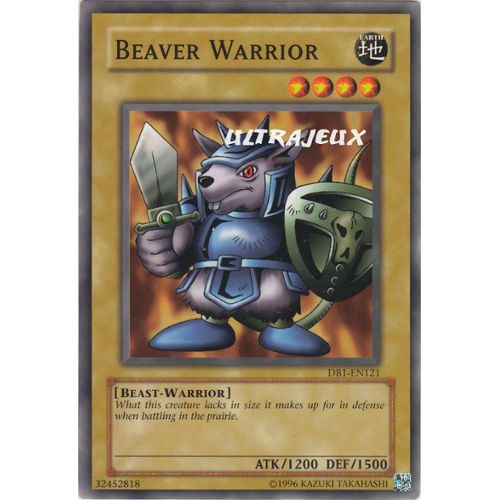 BEAVER WARRIOR
EARTH
地
ULTRAJEUX
DB1-EN121
[BEAST-WARRIOR]
What this creature lacks in size it makes up for in defense
when battling in the prairie.
ATK/1200 DEF/1500
32452818
©1996 KAZUKI TAKAHASHI